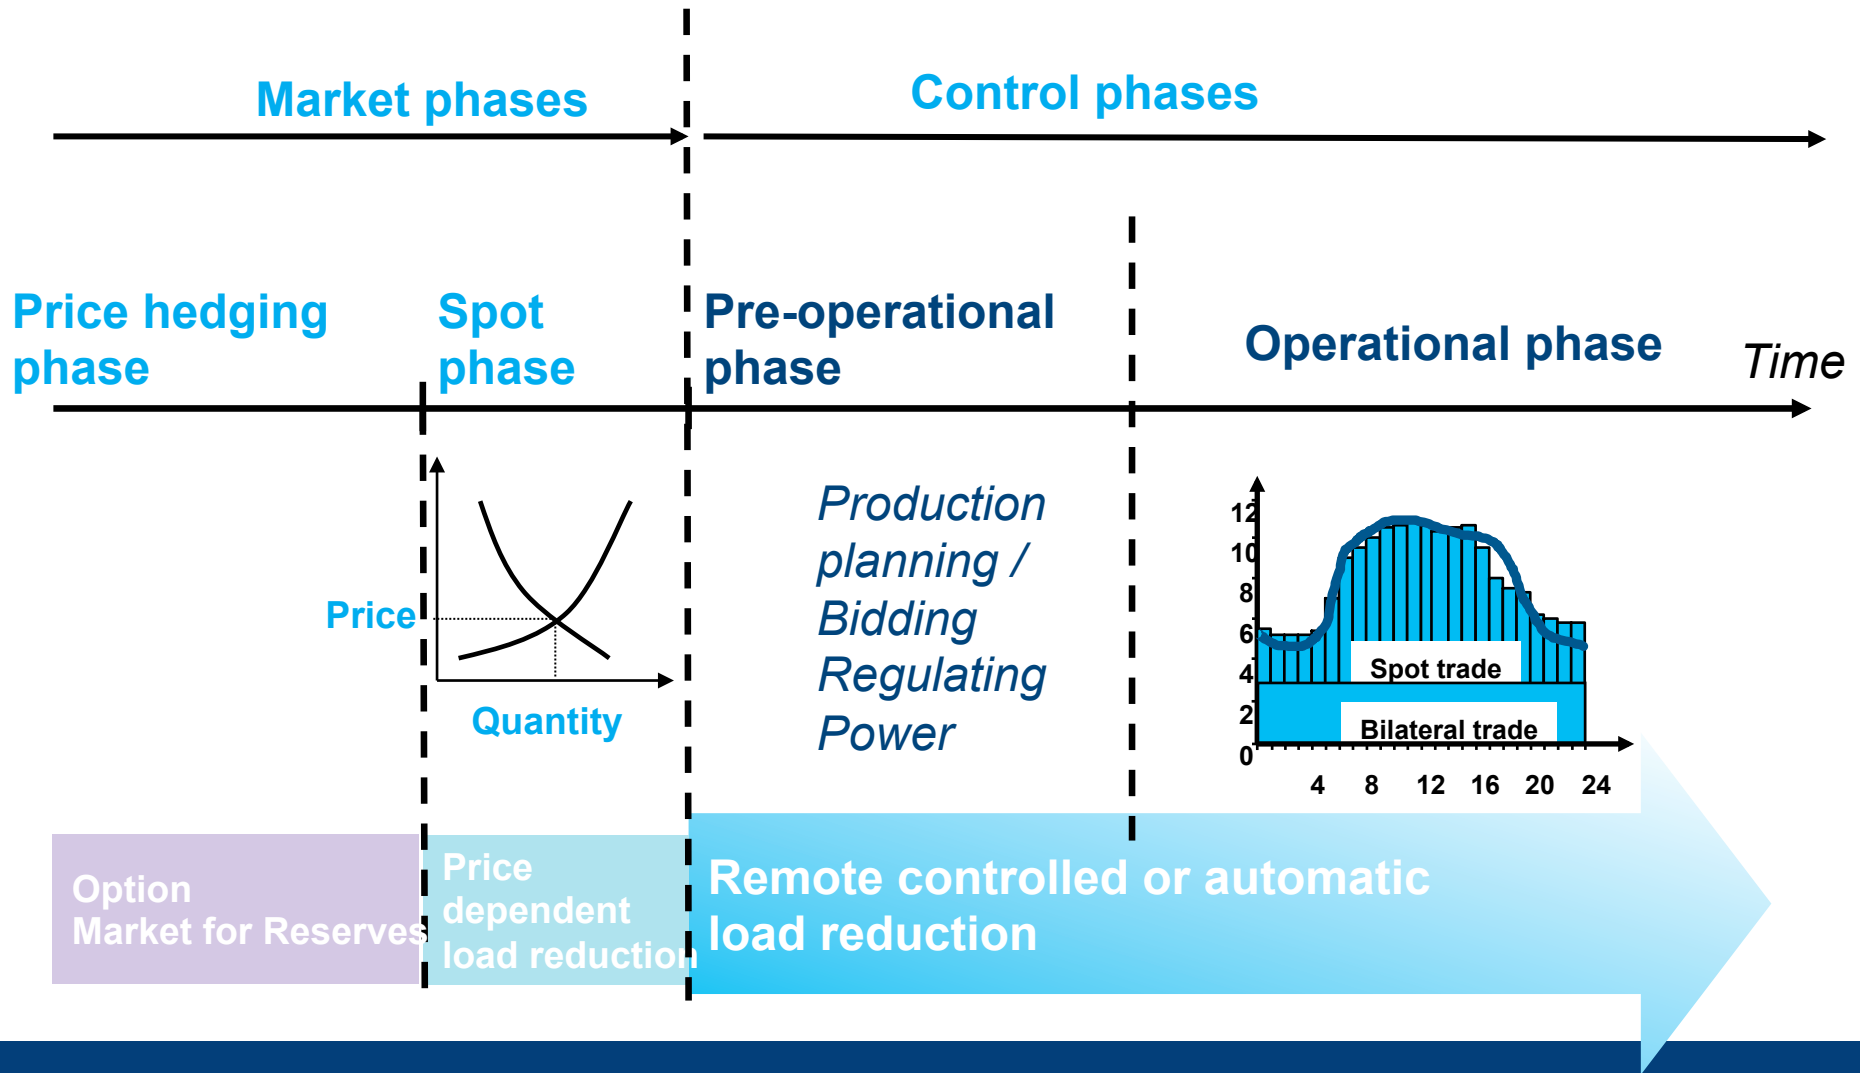 Market phases
Control phases
Price hedging
phase
Spot
phase
Pre-operational
phase
Operational phase
Time
Price
Quantity
Production
planning /
Bidding
Regulating
Power
12
10
8
6
4
2
0
Spot trade
Bilateral trade
4 8 12 16 20 24
Option
Market for Reserves
Price
dependent
load reduction
Remote controlled or automatic
load reduction